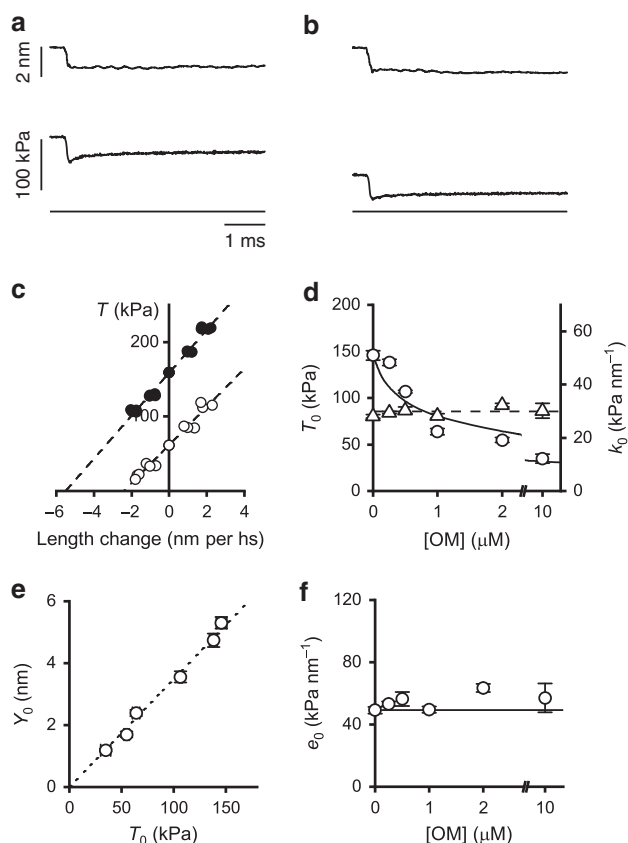 a
b
2 nm
100 kPa
1 ms
c
T (kPa)
200
100
−6 −4 −2 0 2 4
Length change (nm per hs)
d
200
150
100
50
0
T0 (kPa)
60
40
20
0
k0 (kPa nm−1)
0 1 2 10
[OM] (μM)
e
6
4
2
0
Y0 (nm)
0 50 100 150
T0 (kPa)
f
120
80
40
0
e0 (kPa nm−1)
0 1 2 10
[OM] (μM)